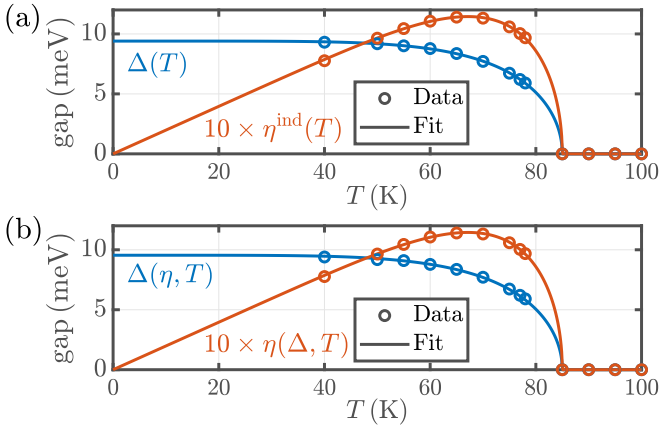 (a)
gap (meV)
10
5
0
Δ(T)
10 × η^ind(T)
Data
Fit
0
20
40
60
80
100
T (K)
(b)
gap (meV)
10
5
0
Δ(η, T)
10 × η(Δ, T)
Data
Fit
0
20
40
60
80
100
T (K)